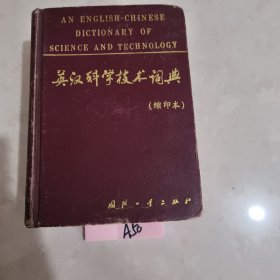 AN ENGLISH-CHINESE
DICTIONARY OF
SCIENCE AND TECHNOLOGY
英汉科学技术词典
(缩印本)
国防工业出版社
A58